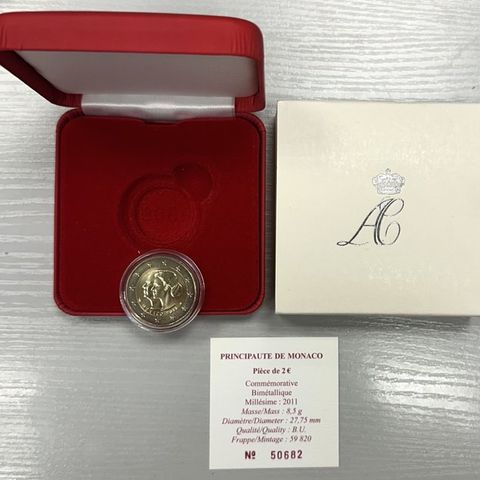 AC
PRINCIPAUTE DE MONACO
Pièce de 2 €
Commémorative
Bimétallique
Millésime : 2011
Masse/Mass : 8,5 g
Diamètre/Diameter : 27,75 mm
Qualité/Quality : B.U.
Frappe/Mintage : 59 820
Nº 50682